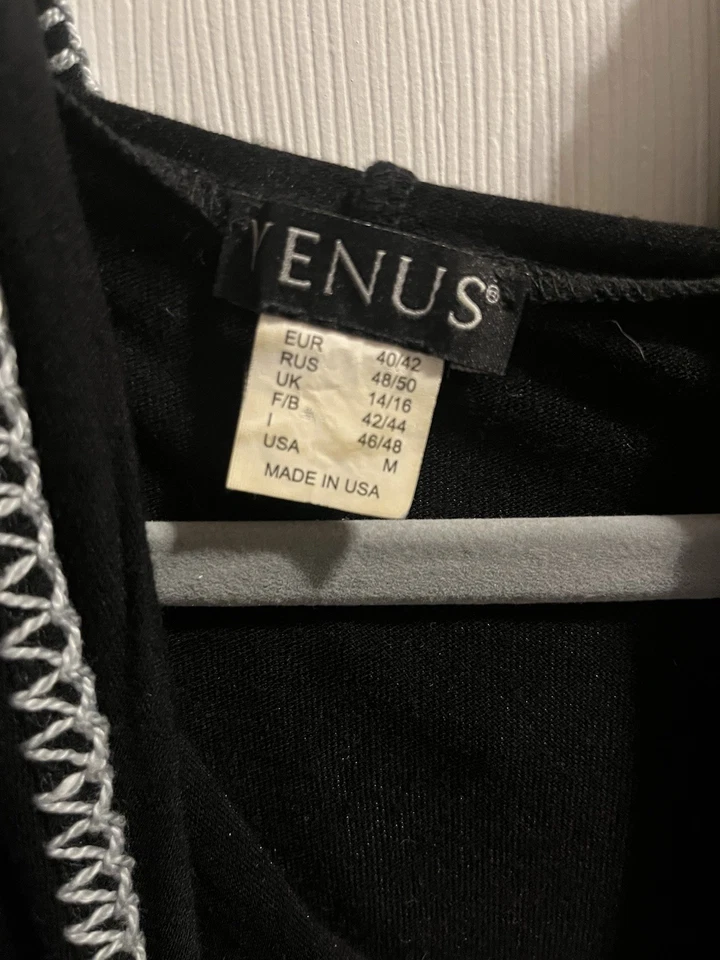 VENUS®
EUR 40/42
RUS 48/50
UK 14/16
F/B 42/44
I 46/48
USA M
MADE IN USA